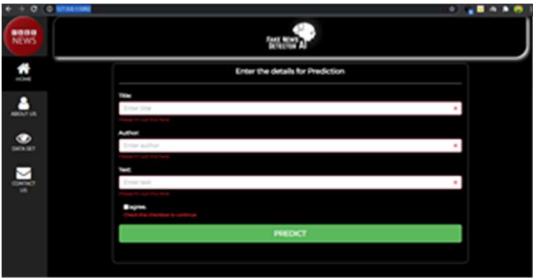 NEWS
FAKE NEWS
DETECTOR AI
HOME
ABOUT US
DATA SET
CONTACT
US
Enter the details for Prediction
Title:
Enter title
Please fill out this field.
Author:
Enter author
Please fill out this field.
Text:
Enter text
Please fill out this field.
I agree.
Check this checkbox to continue.
PREDICT